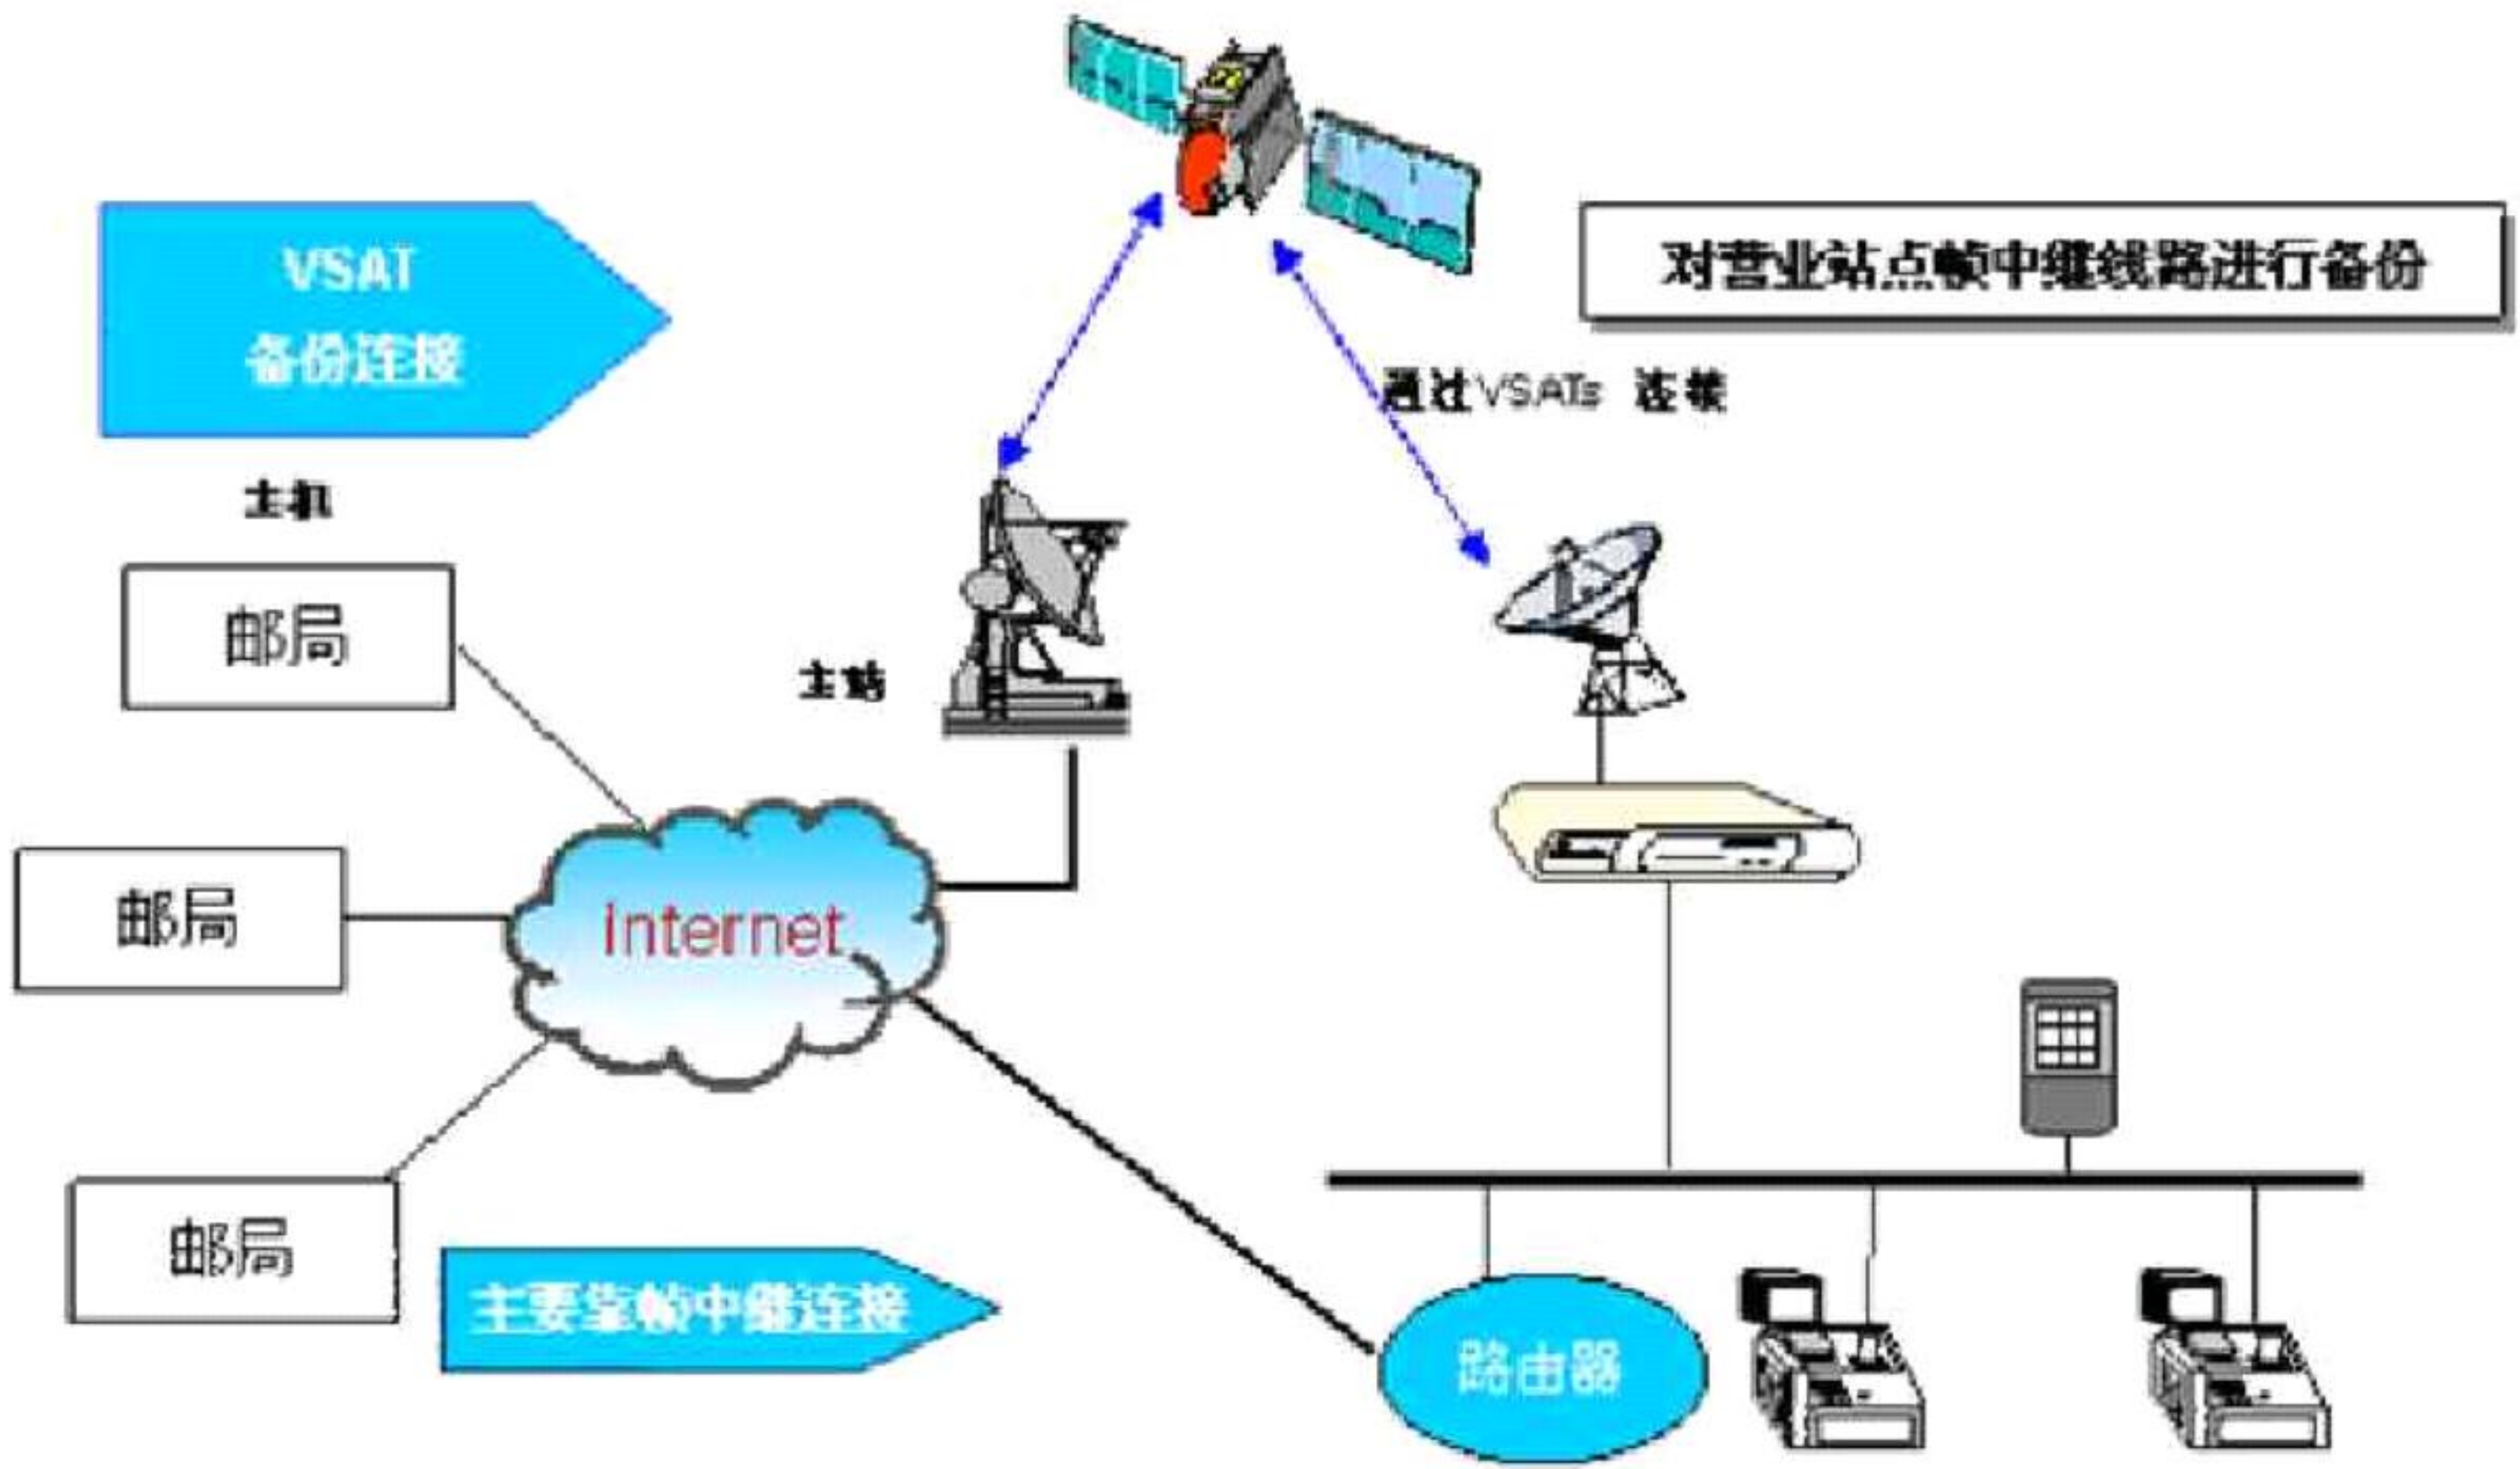 VSAT
备份连接
对营业站点帧中继线路进行备份
通过VSATs 连接
主机
邮局
主站
邮局
Internet
邮局
主要靠帧中继连接
路由器